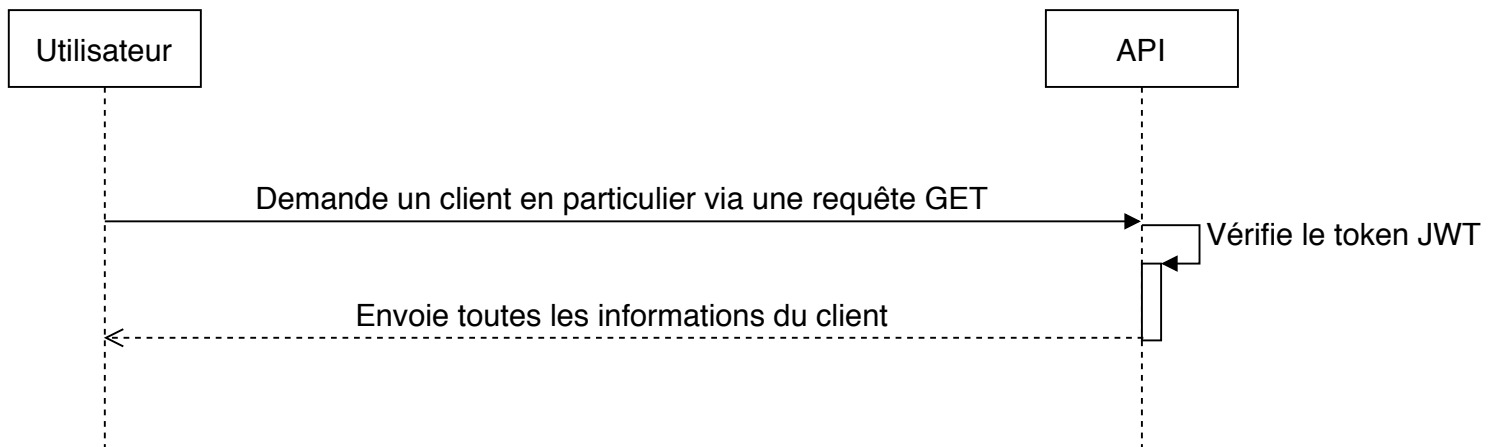 Utilisateur
API
Demande un client en particulier via une requête GET
Vérifie le token JWT
Envoie toutes les informations du client